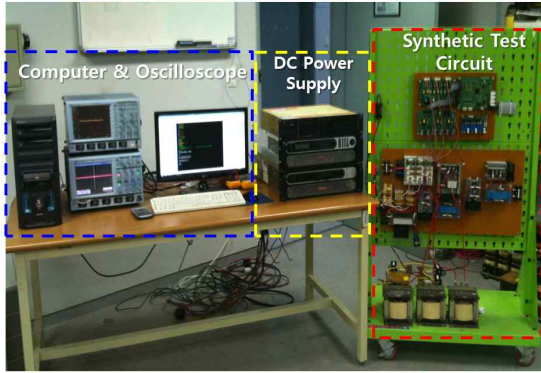 Computer & Oscilloscope
DC Power
Supply
Synthetic Test
Circuit